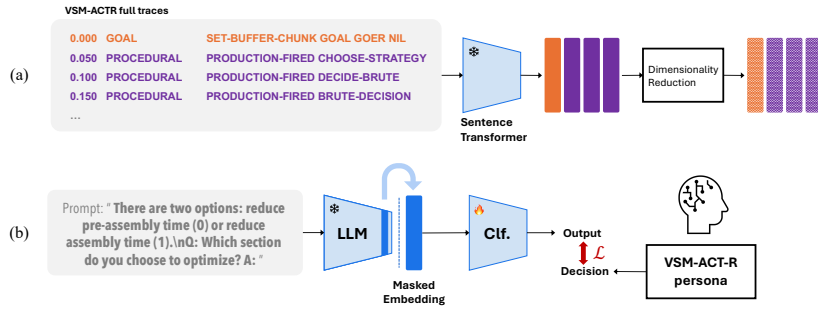 VSM-ACTR full traces
0.000 GOAL SET-BUFFER-CHUNK GOAL GOER NIL
0.050 PROCEDURAL PRODUCTION-FIRED CHOOSE-STRATEGY
0.100 PROCEDURAL PRODUCTION-FIRED DECIDE-BRUTE
0.150 PROCEDURAL PRODUCTION-FIRED BRUTE-DECISION
...
(a)
Sentence
Transformer
Dimensionality
Reduction
(b)
Prompt: " There are two options: reduce
pre-assembly time (0) or reduce
assembly time (1).\nQ: Which section
do you choose to optimize? A: "
LLM
Masked
Embedding
Clf.
Output
ℒ
Decision
VSM-ACT-R
persona